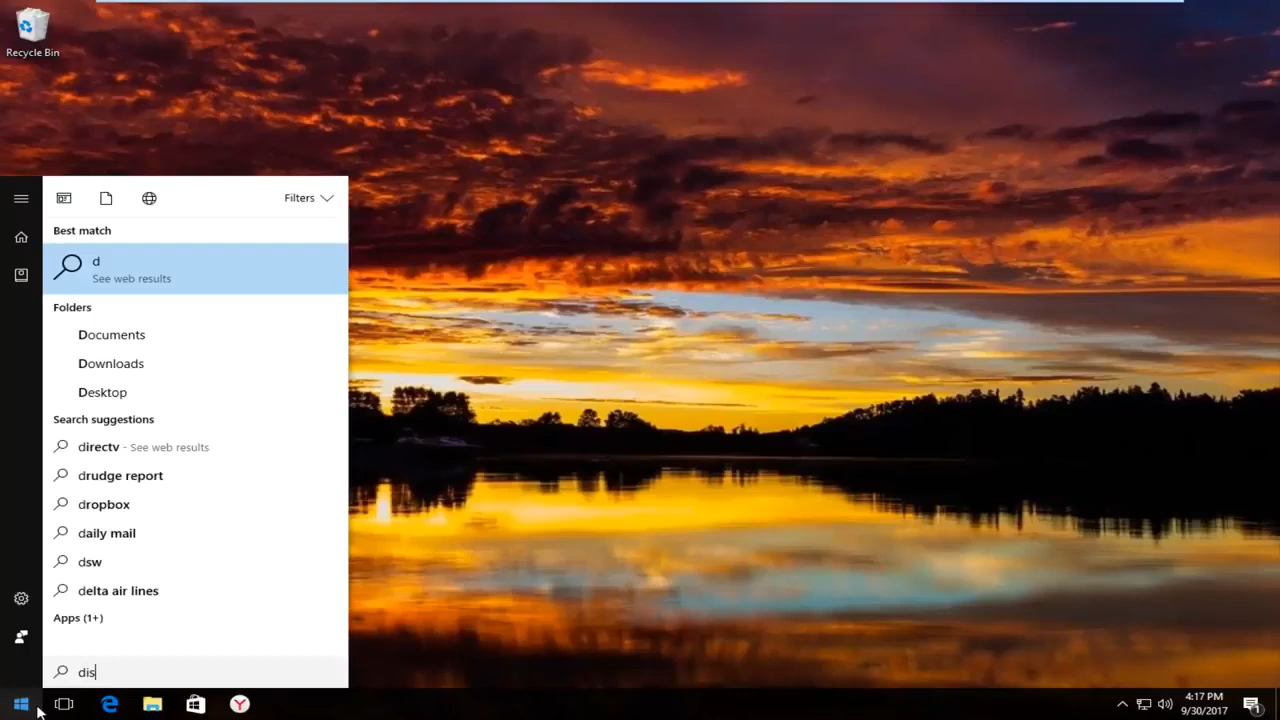 Recycle Bin
Filters
Best match
d
See web results
Folders
Documents
Downloads
Desktop
Search suggestions
directv - See web results
drudge report
dropbox
daily mail
dsw
delta air lines
Apps (1+)
dis
4:17 PM
9/30/2017
1